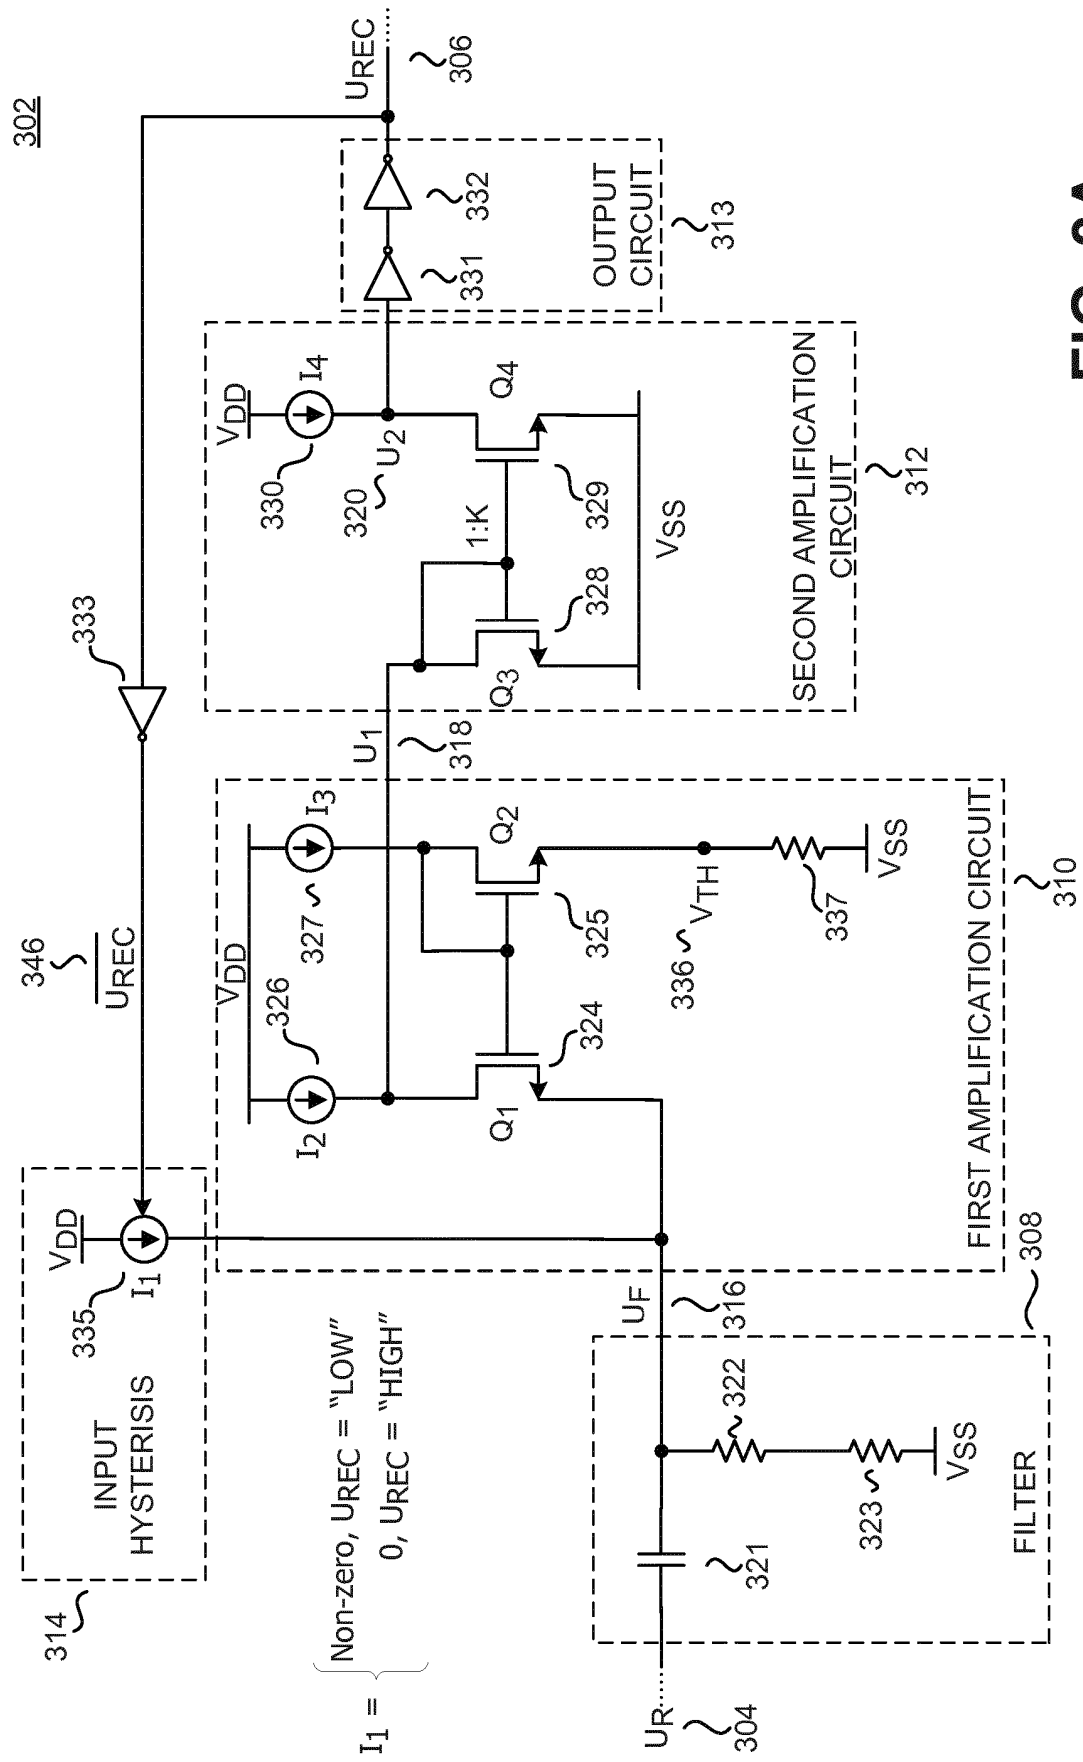 302
314
INPUT
HYSTERISIS
VDD
335
I1
346
UREC
333
I1 =
Non-zero, UREC = “LOW”
0, UREC = “HIGH”
UR
304
321
322
323
VSS
FILTER
308
UF
316
VDD
326
I2
327
I3
Q1
324
Q2
325
336
VTH
337
VSS
FIRST AMPLIFICATION CIRCUIT
310
U1
318
VDD
330
I4
320
U2
Q3
328
1:K
Q4
329
VSS
SECOND AMPLIFICATION
CIRCUIT
312
331
332
OUTPUT
CIRCUIT
313
UREC
306